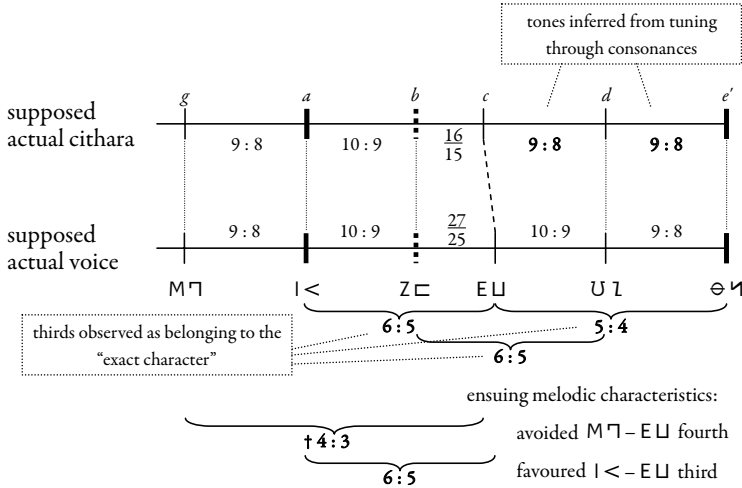 tones inferred from tuning
through consonances
g a b c d e'
supposed
actual cithara
9:8 10:9 16/15 9:8 9:8
supposed
actual voice
9:8 10:9 27/25 10:9 9:8
Μ Ι < Ζ ⊏ Ε ⊔
6:5 5:4
thirds observed as belonging to the
“exact character”
6:5
ensuing melodic characteristics:
†4:3
avoided Μ – Ε ⊔ fourth
6:5
favoured Ι < – Ε ⊔ third